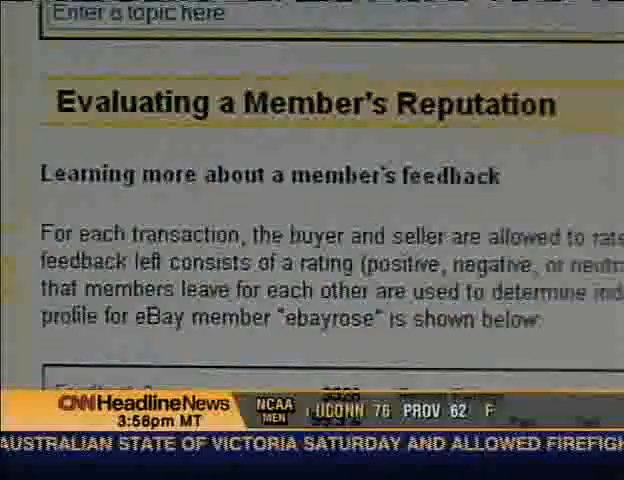 Enter a topic here
Evaluating a Member's Reputation
Learning more about a member's feedback
For each transaction, the buyer and seller are allowed to rate
feedback left consists of a rating (positive, negative, or neutr
that members leave for each other are used to determine indi
profile for eBay member "ebayrose" is shown below:
CNN HeadlineNews
3:56pm MT
NCAA MEN
UCONN 76 PROV 62 F
AUSTRALIAN STATE OF VICTORIA SATURDAY AND ALLOWED FIREFIGH